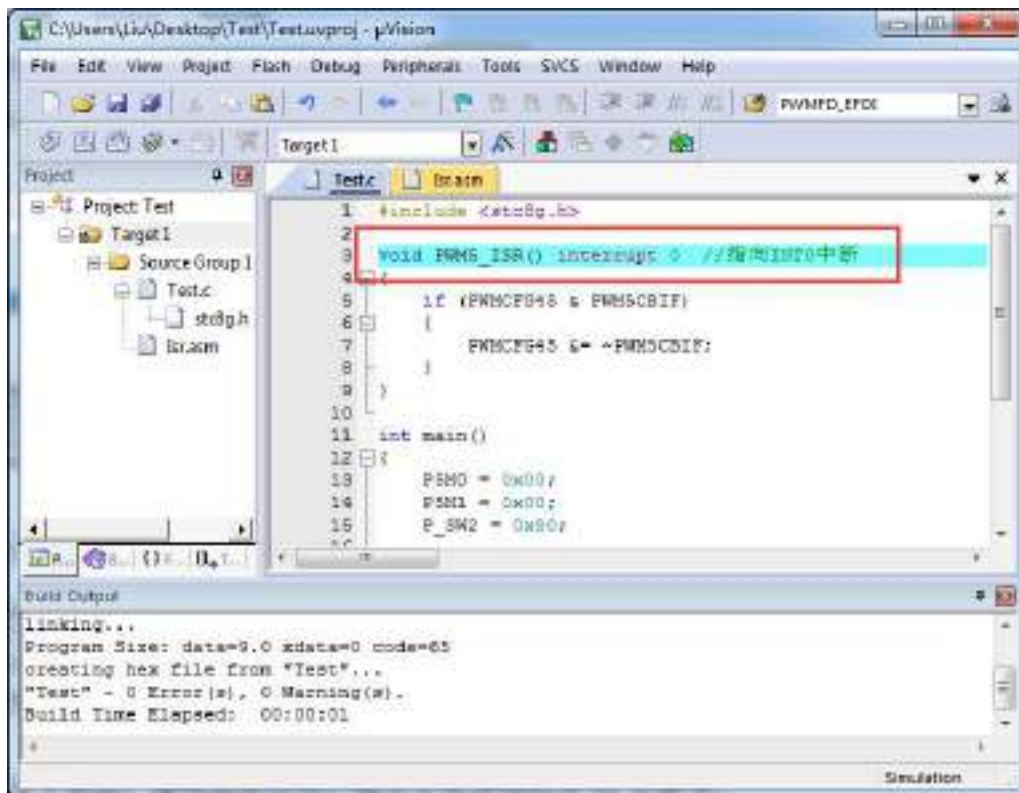 C:\Users\Liu\Desktop\Test\Test.uvproj - µVision
File Edit View Project Flash Debug Peripherals Tools SVCS Window Help
PWMFD_EFDI
Target 1
Project
Test.c isr.asm
Project: Test
Target 1
Source Group 1
Test.c
stc8g.h
isr.asm
1 #include <stc8g.h>
2
3 void PWM5_ISR() interrupt 0 //指向INT0中断
4 {
5 if (PWMCFG45 & PWM5CBIF)
6 {
7 PWMCFG45 &= ~PWM5CBIF;
8 }
9 }
10
11 int main()
12 {
13 P5M0 = 0x00;
14 P5M1 = 0x00;
15 P_SW2 = 0x80;
Build Output
linking...
Program Size: data=9.0 xdata=0 code=65
creating hex file from "Test"...
"Test" - 0 Error(s), 0 Warning(s).
Build Time Elapsed: 00:00:01
Simulation